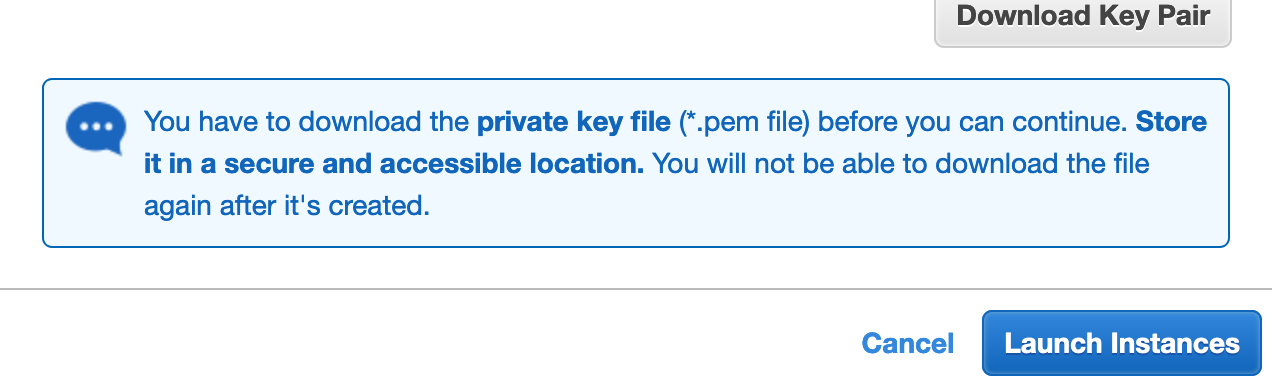 Download Key Pair
You have to download the private key file (*.pem file) before you can continue. Store
it in a secure and accessible location. You will not be able to download the file
again after it's created.
Cancel
Launch Instances